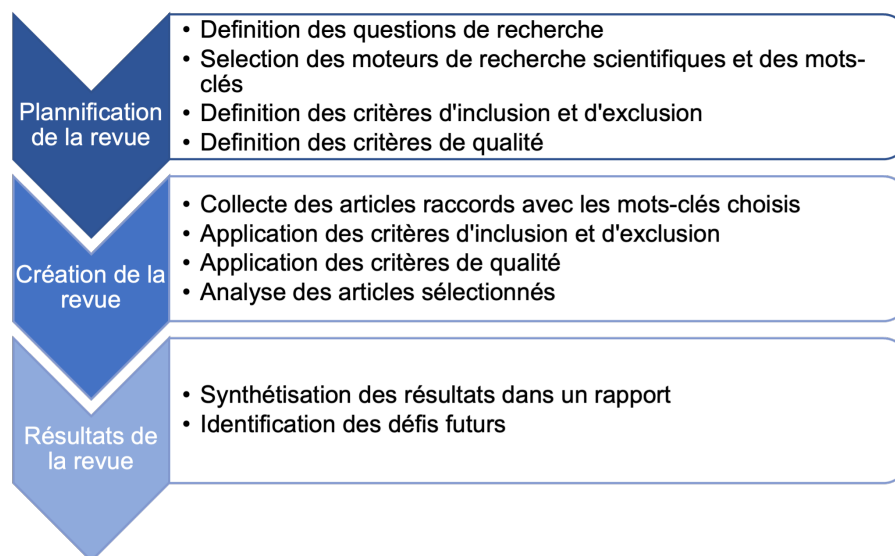 Plannification
de la revue
• Definition des questions de recherche
• Selection des moteurs de recherche scientifiques et des mots-
clés
• Definition des critères d'inclusion et d'exclusion
• Definition des critères de qualité
Création de la
revue
• Collecte des articles raccords avec les mots-clés choisis
• Application des critères d'inclusion et d'exclusion
• Application des critères de qualité
• Analyse des articles sélectionnés
Résultats de
la revue
• Synthétisation des résultats dans un rapport
• Identification des défis futurs